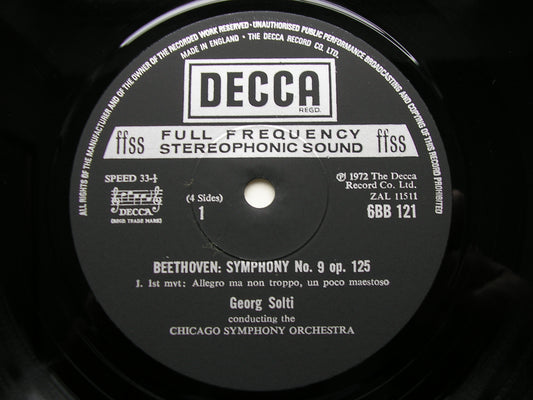 ALL RIGHTS OF THE MANUFACTURER AND OF THE OWNER OF THE RECORDED WORK RESERVED · UNAUTHORISED PUBLIC PERFORMANCE BROADCASTING AND COPYING OF THIS RECORD PROHIBITED
MADE IN ENGLAND · THE DECCA RECORD CO. LTD.
DECCA
REGD.
ffss FULL FREQUENCY STEREOPHONIC SOUND ffss
SPEED 33⅓
DECCA
(REGD TRADE MARK)
(4 Sides)
1
℗ 1972 The Decca
Record Co. Ltd.
ZAL 11511
6BB 121
BEETHOVEN: SYMPHONY No. 9 op. 125
1. 1st mvt: Allegro ma non troppo, un poco maestoso
Georg Solti
conducting the
CHICAGO SYMPHONY ORCHESTRA